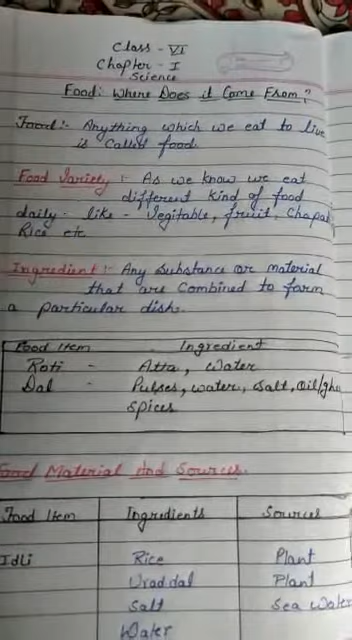 Class - VI
Chapter - I
Science
Food: Where Does it Come From?
Food:- Anything which we eat to live
is Called food.
Food Variety:- As we know we eat
different kind of food
daily - like - Vegitable, fruit, Chapati
Rice etc
Ingredient:- Any Substance or material
that are Combined to form
a particular dish.
Food Item Ingredient
Roti - Atta, water
Dal - Pulses, water, Salt, Oil/ghe
Spices
Food Material And Sources.
Food Item Ingredients Sources
Idli Rice Plant
Urad dal Plant
Salt Sea Water
Water